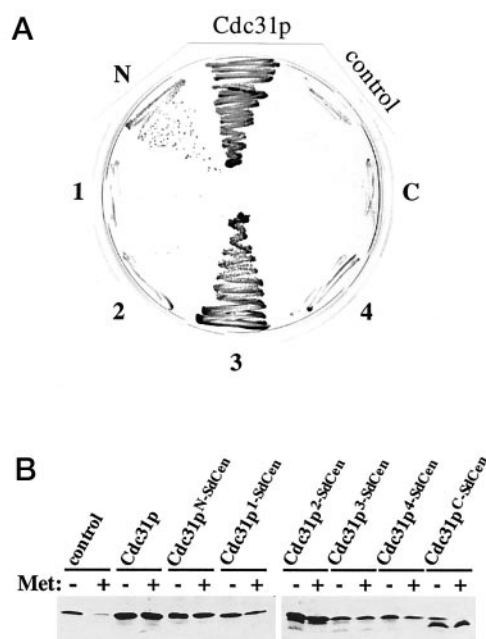 A
Cdc31p
N
control
1
C
2
4
3
B
control
Cdc31p
Cdc31p N-SdCen
Cdc31p 1-SdCen
Cdc31p 2-SdCen
Cdc31p 3-SdCen
Cdc31p 4-SdCen
Cdc31p C-SdCen
Met: - + - + - + - + - + - + - + - +